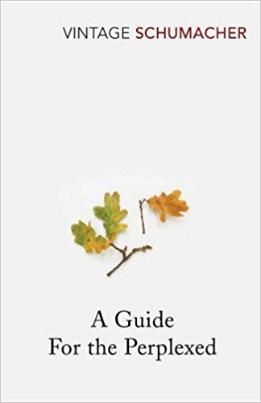 VINTAGE SCHUMACHER
A Guide
For the Perplexed